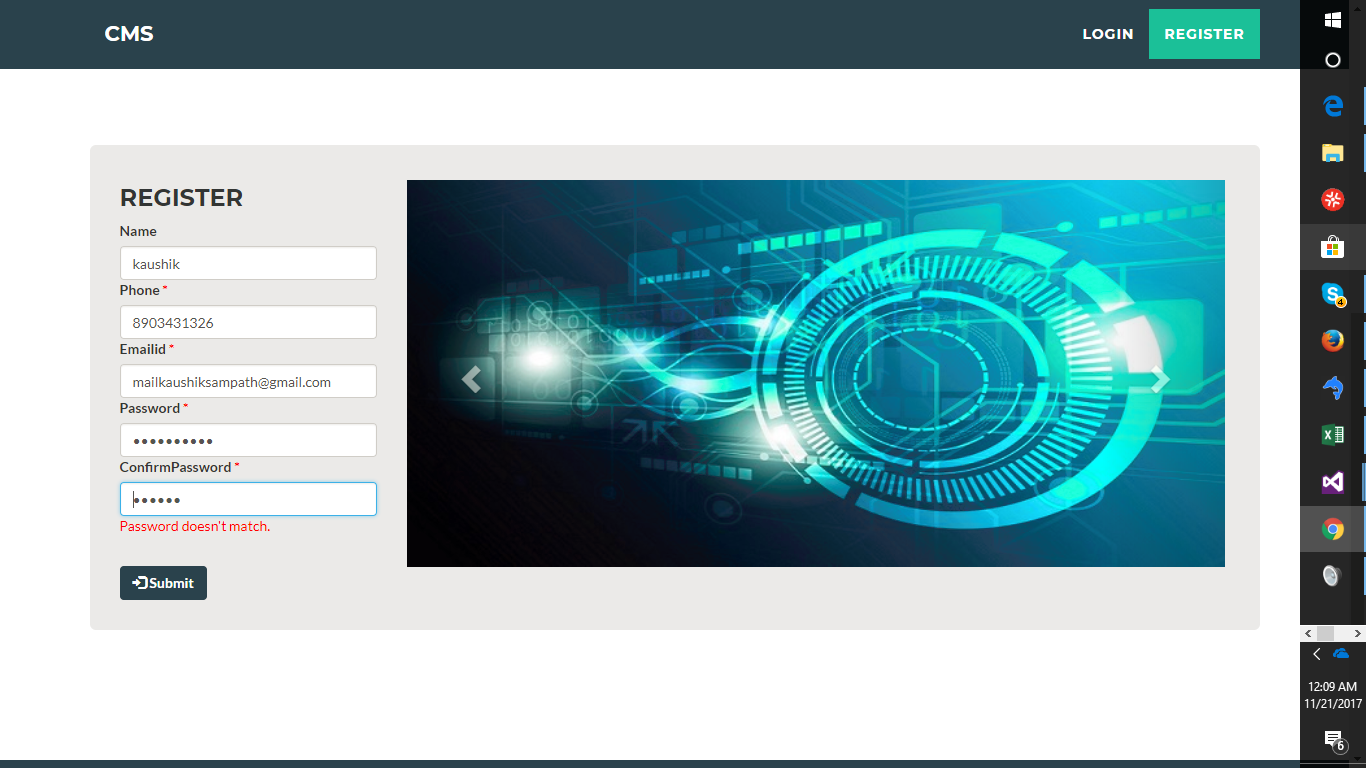 CMS
LOGIN
REGISTER
REGISTER
Name
kaushik
Phone *
8903431326
Emailid *
mailkaushiksampath@gmail.com
Password *
••••••••••
ConfirmPassword *
••••••
Password doesn't match.
Submit
4
12:09 AM
11/21/2017
6